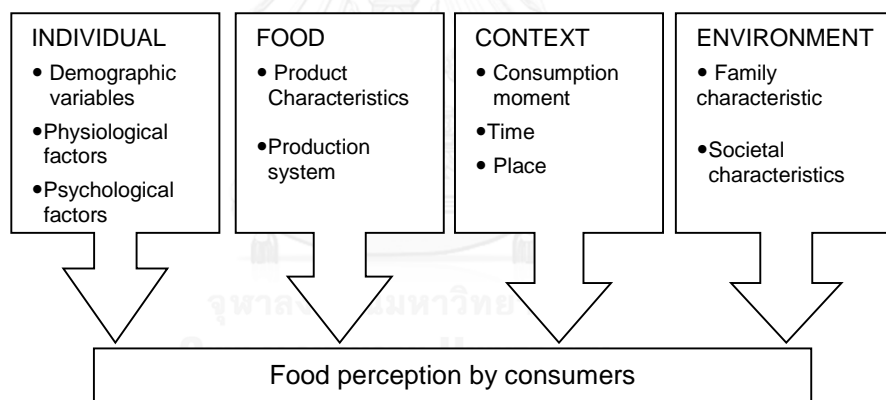 INDIVIDUAL
• Demographic
variables
•Physiological
factors
•Psychological
factors
FOOD
• Product
Characteristics
•Production
system
CONTEXT
• Consumption
moment
•Time
• Place
ENVIRONMENT
• Family
characteristic
•Societal
characteristics
Food perception by consumers